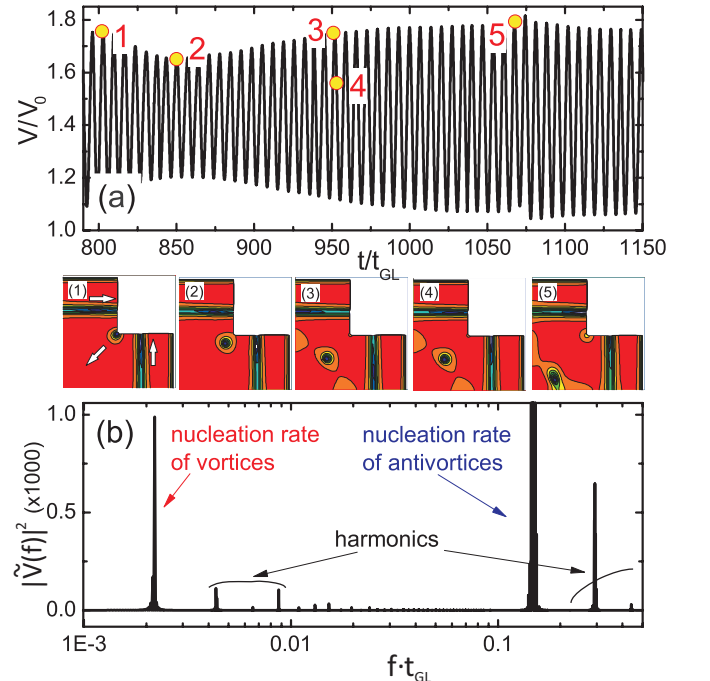 1.8
1.6
1.4
1.2
1.0
V/V₀
1
2
3
4
5
(a)
800
850
900
950
1000
1050
1100
1150
t/t_GL
(1)
(2)
(3)
(4)
(5)
(b)
1.0
0.5
0.0
|Ṽ(f)|² (x1000)
nucleation rate
of vortices
nucleation rate
of antivortices
harmonics
1E-3
0.01
0.1
f·t_GL